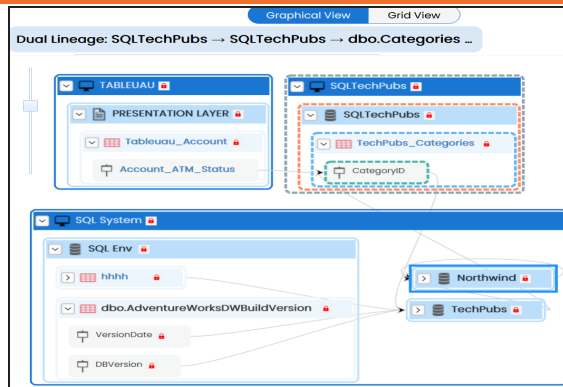 Graphical View Grid View
Dual Lineage: SQLTechPubs → SQLTechPubs → dbo.Categories ...
TABLEUAU
PRESENTATION LAYER
Tableuau_Account
Account_ATM_Status
SQLTechPubs
SQLTechPubs
TechPubs_Categories
CategoryID
SQL System
SQL Env
hhhh
dbo.AdventureWorksDWBuildVersion
VersionDate
DBVersion
Northwind
TechPubs